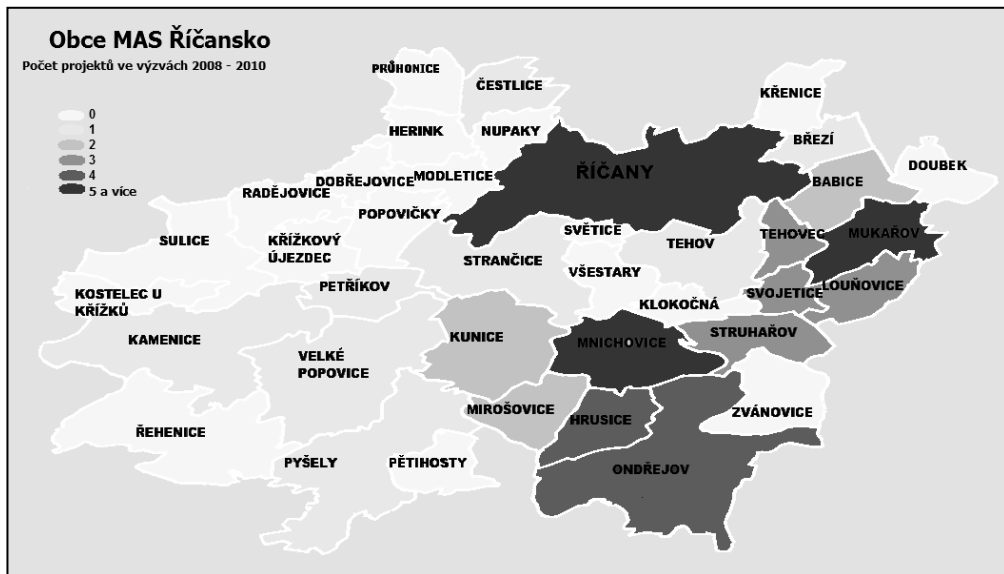 Obce MAS Říčansko
Počet projektů ve výzvách 2008 - 2010
0
1
2
3
4
5 a více
PRŮHONICE
ČESTLICE
KŘENICE
HERINK
NUPAKY
BŘEZÍ
DOUBEK
ŘÍČANY
DOBŘEJOVICE
MODLETICE
BABICE
RADĚJOVICE
POPOVIČKY
SVĚTICE
TEHOVEC
MUKAŘOV
SULICE
KŘÍŽKOVÝ
ÚJEZDEC
TEHOV
STRANČICE
VŠESTARY
PETŘÍKOV
LOUŇOVICE
SVOJETICE
KOSTELEC U
KŘÍŽKŮ
KLOKOČNÁ
KAMENICE
KUNICE
MNICHOVICE
STRUHAŘOV
VELKÉ
POPOVICE
MIROŠOVICE
HRUSICE
ZVÁNOVICE
ŘEHENICE
PYŠELY
PĚTIHOSTY
ONDŘEJOV